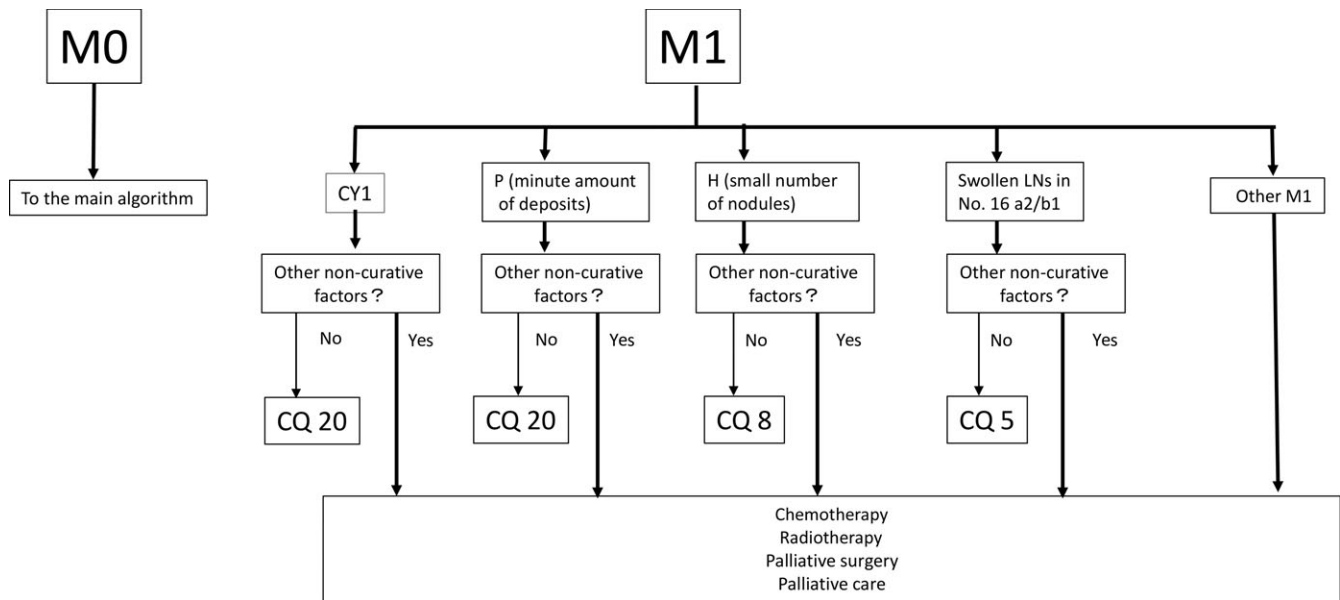 M0
M1
To the main algorithm
CY1
P (minute amount
of deposits)
H (small number
of nodules)
Swollen LNs in
No. 16 a2/b1
Other M1
Other non-curative
factors？
Other non-curative
factors？
Other non-curative
factors？
Other non-curative
factors？
No
Yes
No
Yes
No
Yes
No
Yes
CQ 20
CQ 20
CQ 8
CQ 5
Chemotherapy
Radiotherapy
Palliative surgery
Palliative care